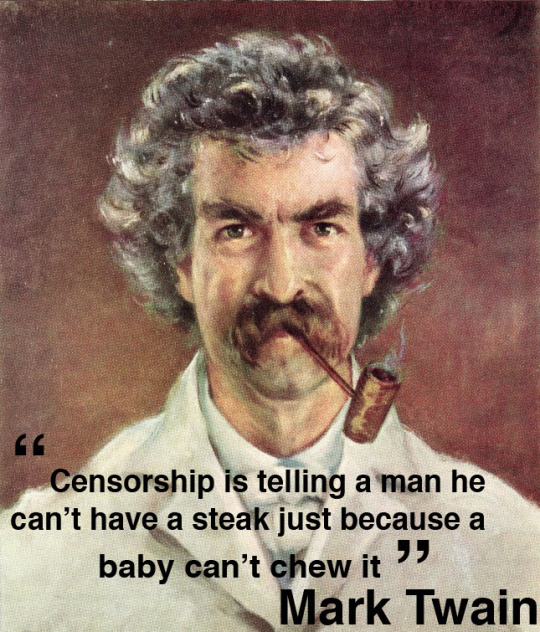 “
Censorship is telling a man he
can’t have a steak just because a
baby can’t chew it ”
Mark Twain